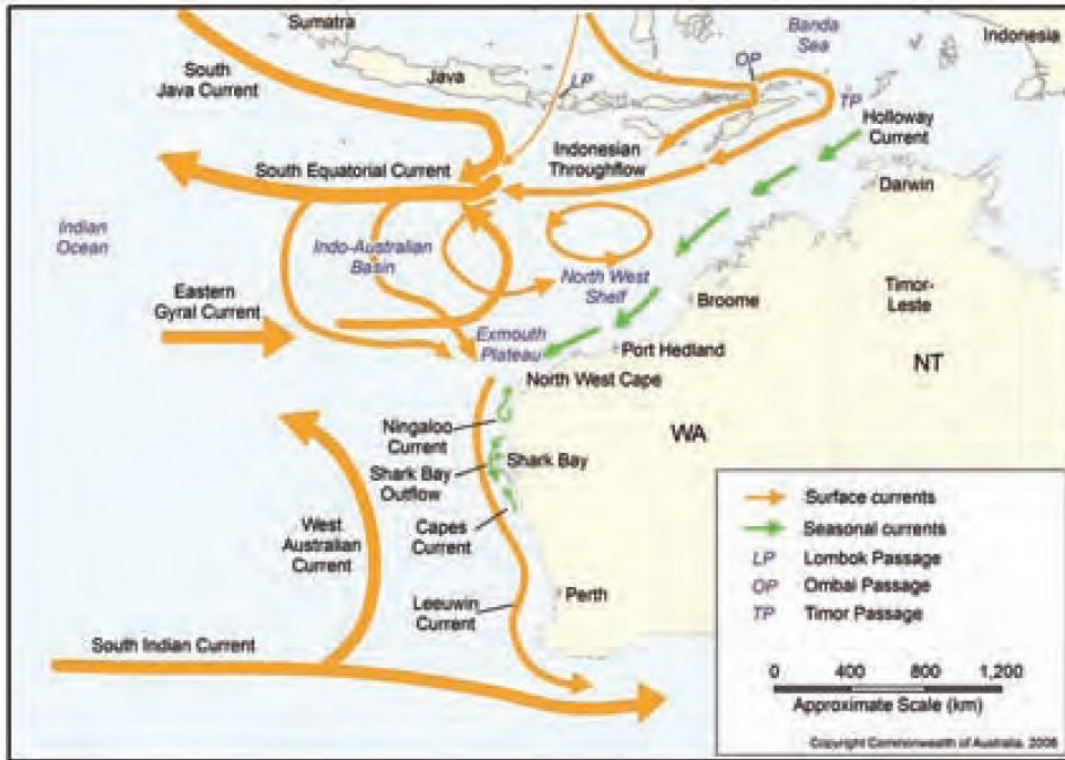 Sumatra
Banda
Sea
Indonesia
South
Java Current
Java
LP
OP
TP
Holloway
Current
South Equatorial Current
Indonesian
Throughflow
Darwin
Indian
Ocean
Indo-Australian
Basin
North West
Shelf
Eastern
Gyral Current
Broome
Timor-
Leste
Exmouth
Plateau
Port Hedland
NT
North West Cape
Ningaloo
Current
WA
Shark Bay
Outflow
Shark Bay
West
Australian
Current
Capes
Current
Leeuwin
Current
Perth
South Indian Current
Surface currents
Seasonal currents
LP Lombok Passage
OP Ombai Passage
TP Timor Passage
0 400 800 1,200
Approximate Scale (km)
Copyright Commonwealth of Australia, 2008